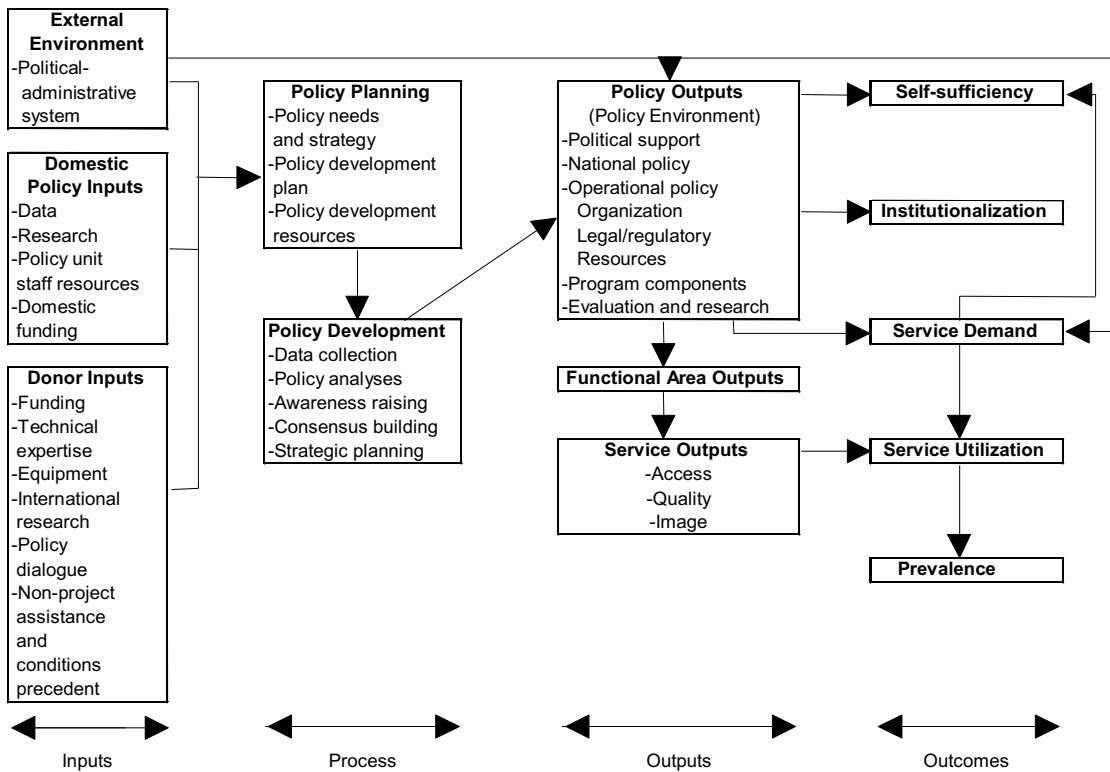 External
Environment
-Political-
administrative
system
Domestic
Policy Inputs
-Data
-Research
-Policy unit
staff resources
-Domestic
funding
Donor Inputs
-Funding
-Technical
expertise
-Equipment
-International
research
-Policy
dialogue
-Non-project
assistance
and
conditions
precedent
Inputs
Policy Planning
-Policy needs
and strategy
-Policy development
plan
-Policy development
resources
Policy Development
-Data collection
-Policy analyses
-Awareness raising
-Consensus building
-Strategic planning
Process
Policy Outputs
(Policy Environment)
-Political support
-National policy
-Operational policy
Organization
Legal/regulatory
Resources
-Program components
-Evaluation and research
Functional Area Outputs
Service Outputs
-Access
-Quality
-Image
Outputs
Self-sufficiency
Institutionalization
Service Demand
Service Utilization
Prevalence
Outcomes